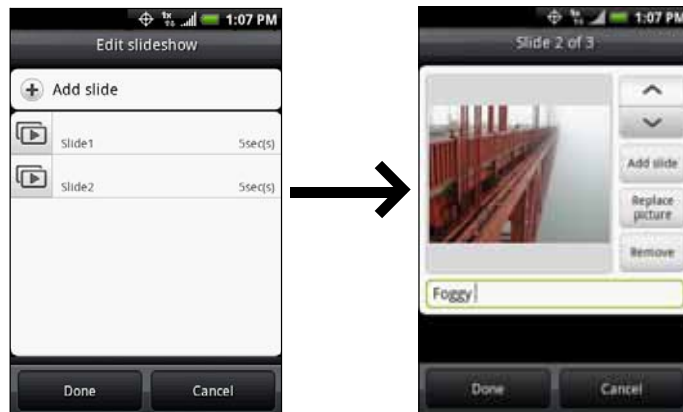 1:07 PM
Edit slideshow
Add slide
Slide1 5sec(s)
Slide2 5sec(s)
Done Cancel
1:07 PM
Slide 2 of 3
Add slide
Replace
picture
Remove
Foggy
Done Cancel